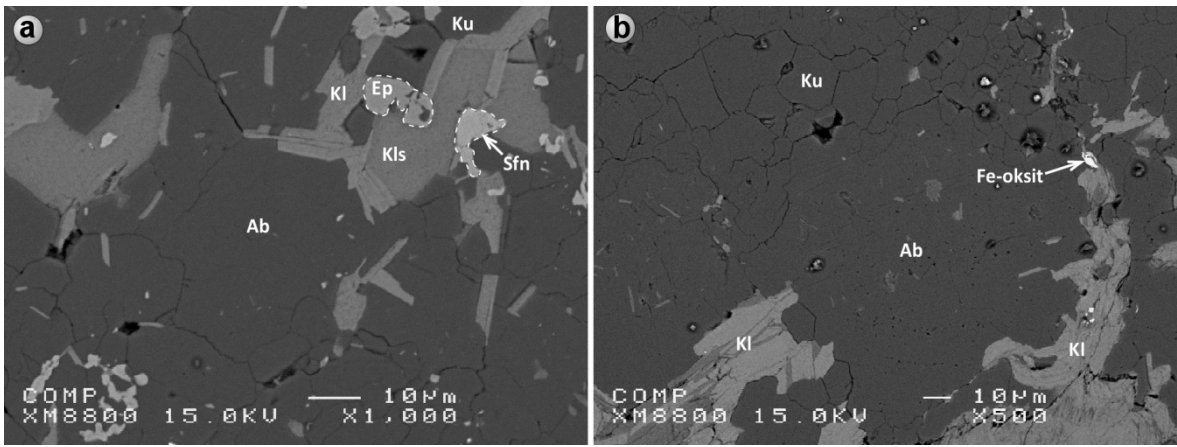 a
Ku
Kl
Ep
Kls
Sfn
Ab
COMP
10μm
XM8800
15.0KV
X1,000
b
Ku
Fe-oksit
Ab
Kl
Kl
COMP
10μm
XM8800
15.0KV
X500